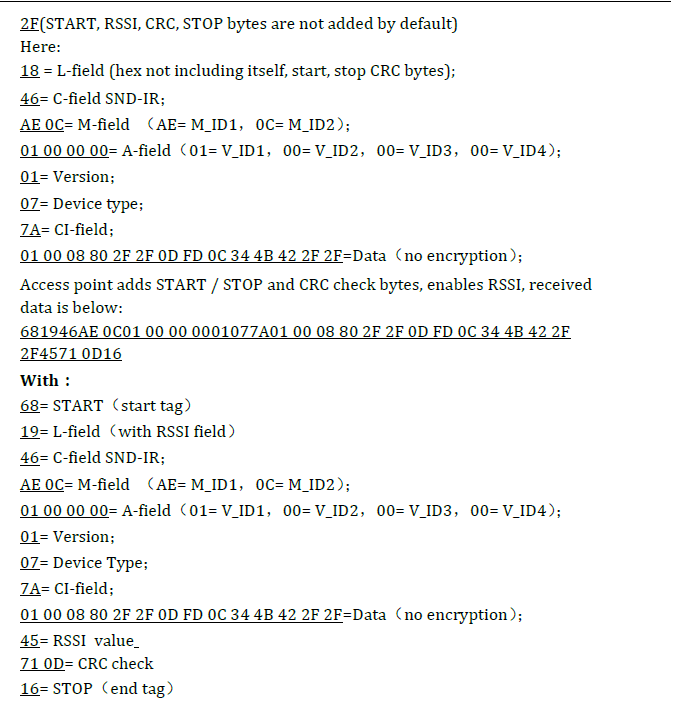 2F(START, RSSI, CRC, STOP bytes are not added by default)
Here:
18 = L-field (hex not including itself, start, stop CRC bytes);
46= C-field SND-IR；
AE 0C= M-field （AE= M_ID1， 0C= M_ID2）；
01 00 00 00= A-field（01= V_ID1，00= V_ID2，00= V_ID3，00= V_ID4）；
01= Version；
07= Device type；
7A= CI-field；
01 00 08 80 2F 2F 0D FD 0C 34 4B 42 2F 2F=Data（no encryption）；
Access point adds START / STOP and CRC check bytes, enables RSSI, received
data is below:
681946AE 0C01 00 00 0001077A01 00 08 80 2F 2F 0D FD 0C 34 4B 42 2F
2F4571 0D16
With：
68= START（start tag）
19= L-field（with RSSI field）
46= C-field SND-IR；
AE 0C= M-field （AE= M_ID1， 0C= M_ID2）；
01 00 00 00= A-field（01= V_ID1，00= V_ID2，00= V_ID3，00= V_ID4）；
01= Version；
07= Device Type；
7A= CI-field；
01 00 08 80 2F 2F 0D FD 0C 34 4B 42 2F 2F=Data（no encryption）；
45= RSSI value
71 0D= CRC check
16= STOP（end tag）